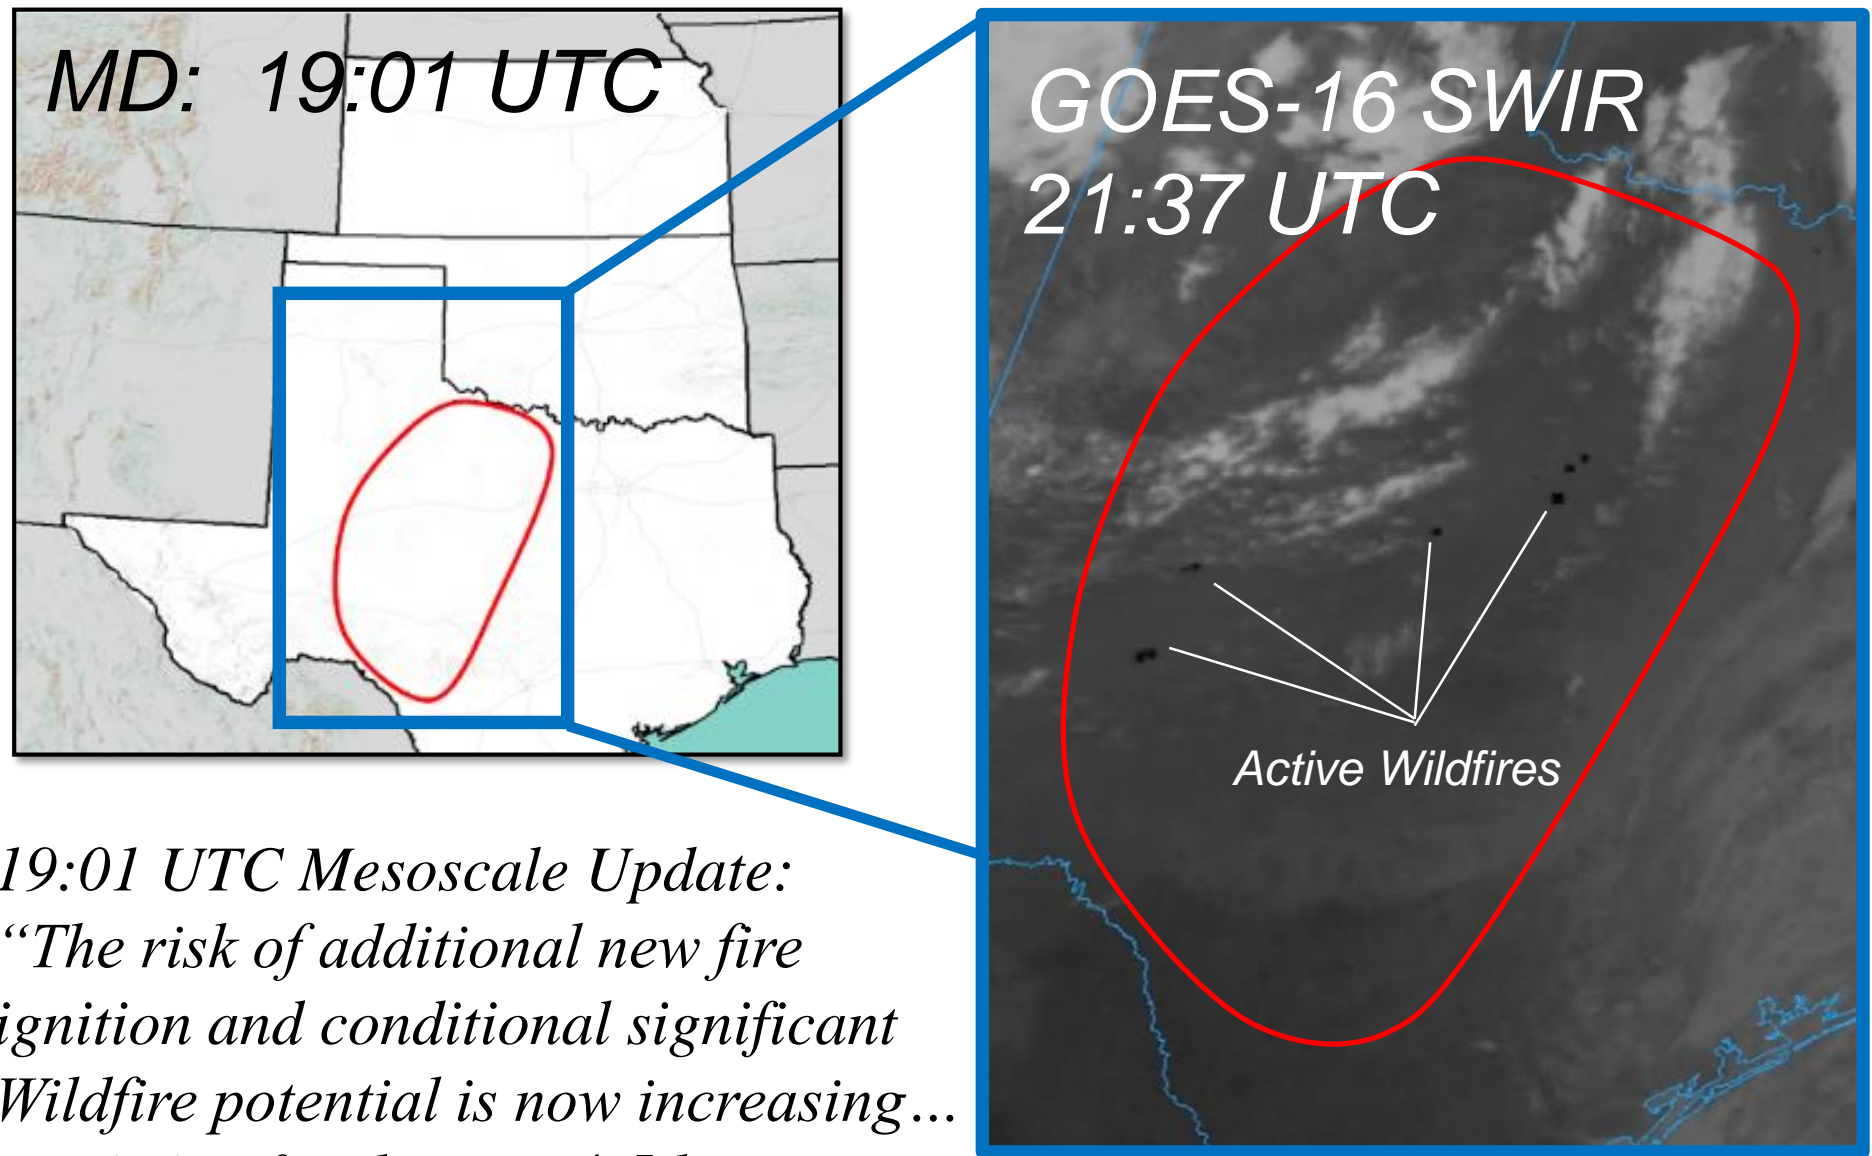 MD: 19:01 UTC
GOES-16 SWIR
21:37 UTC
Active Wildfires
19:01 UTC Mesoscale Update:
“The risk of additional new fire
ignition and conditional significant
Wildfire potential is now increasing…